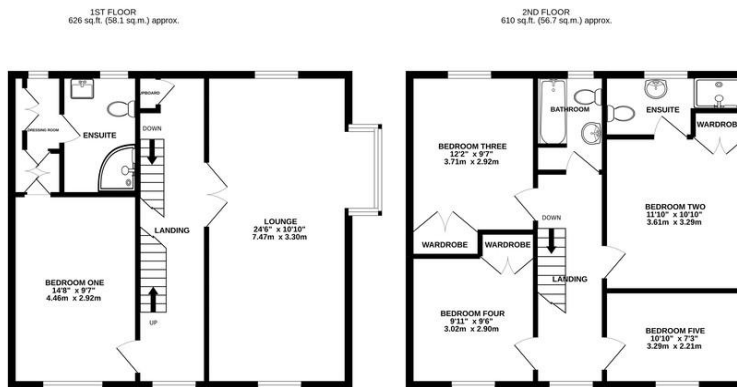 1ST FLOOR
626 sq.ft. (58.1 sq.m.) approx.
DRESSING ROOM
ENSUITE
CUPBOARD
DOWN
LANDING
UP
BEDROOM ONE
14'8" x 9'7"
4.46m x 2.92m
LOUNGE
24'6" x 10'10"
7.47m x 3.30m
2ND FLOOR
610 sq.ft. (56.7 sq.m.) approx.
BEDROOM THREE
12'2" x 9'7"
3.71m x 2.92m
WARDROBE
WARDROBE
BATHROOM
ENSUITE
WARDROBE
BEDROOM TWO
11'10" x 10'10"
3.61m x 3.29m
DOWN
LANDING
BEDROOM FOUR
9'11" x 9'6"
3.02m x 2.90m
BEDROOM FIVE
10'10" x 7'3"
3.29m x 2.21m